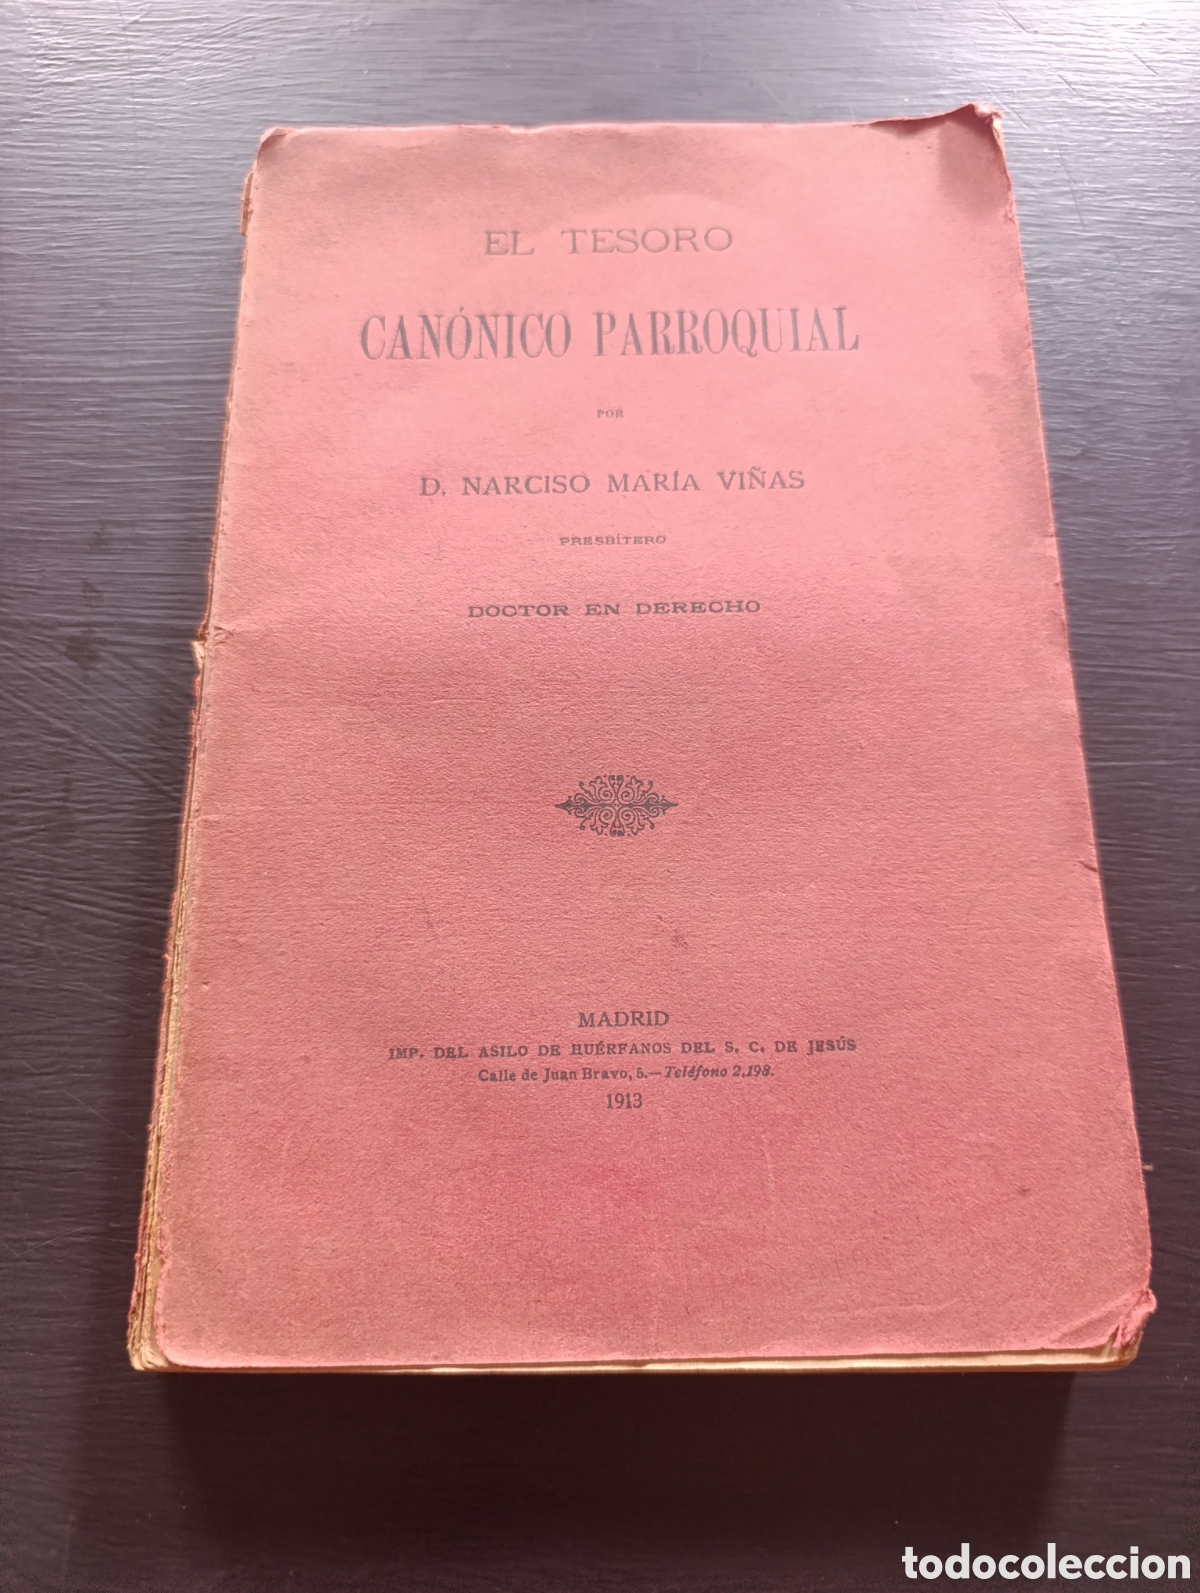 EL TESORO
CANÓNICO PARROQUIAL
POR
D. NARCISO MARÍA VIÑAS
PRESBÍTERO
DOCTOR EN DERECHO
MADRID
IMP. DEL ASILO DE HUÉRFANOS DEL S. C. DE JESÚS
Calle de Juan Bravo, 5.—Teléfono 2,198.
1913
todocoleccion